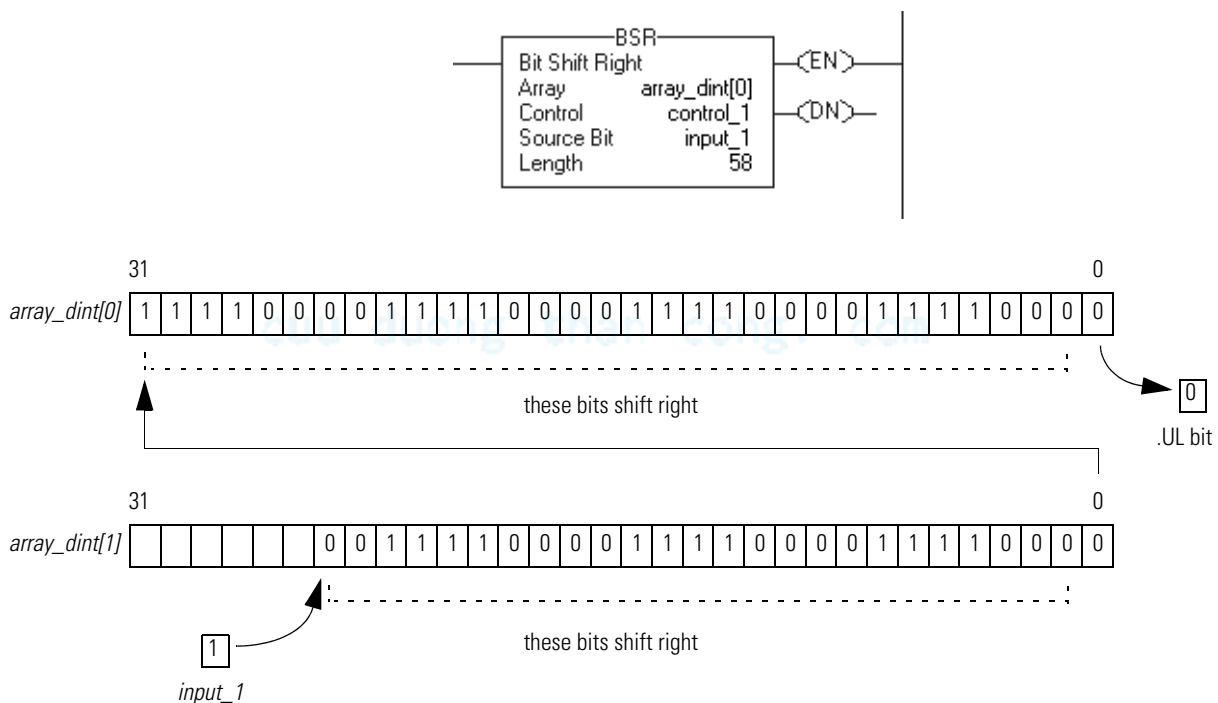 BSR
Bit Shift Right
Array array_dint[0]
Control control_1
Source Bit input_1
Length 58
EN
DN
31 0
array_dint[0] 1 1 1 1 0 0 0 0 1 1 1 1 0 0 0 0 1 1 1 1 0 0 0 0 1 1 1 1 0 0 0 0
cuu duong than cong. com
these bits shift right
0
.UL bit
31 0
array_dint[1] 0 0 1 1 1 1 0 0 0 0 1 1 1 1 0 0 0 0 1 1 1 1 0 0 0 0
these bits shift right
1
input_1